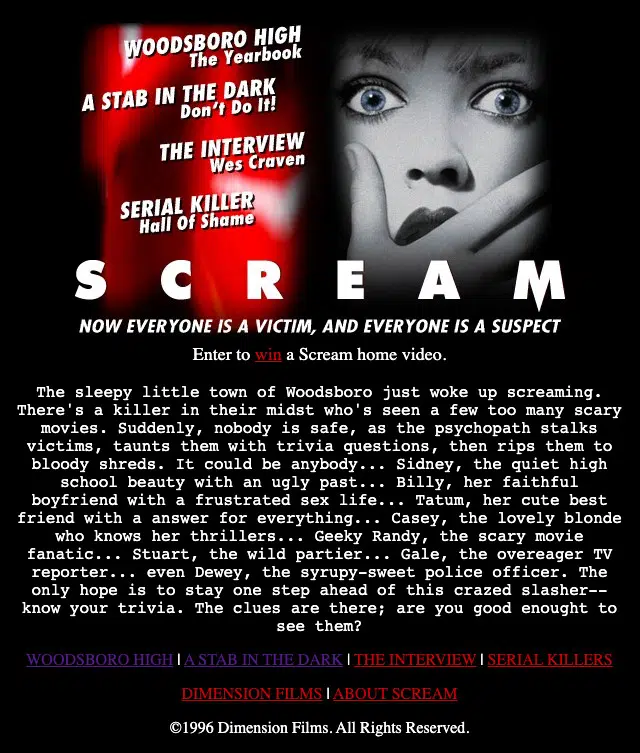 WOODSBORO HIGH
The Yearbook
A STAB IN THE DARK
Don't Do It!
THE INTERVIEW
Wes Craven
SERIAL KILLER
Hall Of Shame
SCREAM
NOW EVERYONE IS A VICTIM, AND EVERYONE IS A SUSPECT
Enter to win a Scream home video.
The sleepy little town of Woodsboro just woke up screaming.
There's a killer in their midst who's seen a few too many scary
movies. Suddenly, nobody is safe, as the psychopath stalks
victims, taunts them with trivia questions, then rips them to
bloody shreds. It could be anybody... Sidney, the quiet high
school beauty with an ugly past... Billy, her faithful
boyfriend with a frustrated sex life... Tatum, her cute best
friend with a answer for everything... Casey, the lovely blonde
who knows her thrillers... Geeky Randy, the scary movie
fanatic... Stuart, the wild partier... Gale, the overeager TV
reporter... even Dewey, the syrupy-sweet police officer. The
only hope is to stay one step ahead of this crazed slasher--
know your trivia. The clues are there; are you good enought to
see them?
WOODSBORO HIGH | A STAB IN THE DARK | THE INTERVIEW | SERIAL KILLERS
DIMENSION FILMS | ABOUT SCREAM
©1996 Dimension Films. All Rights Reserved.